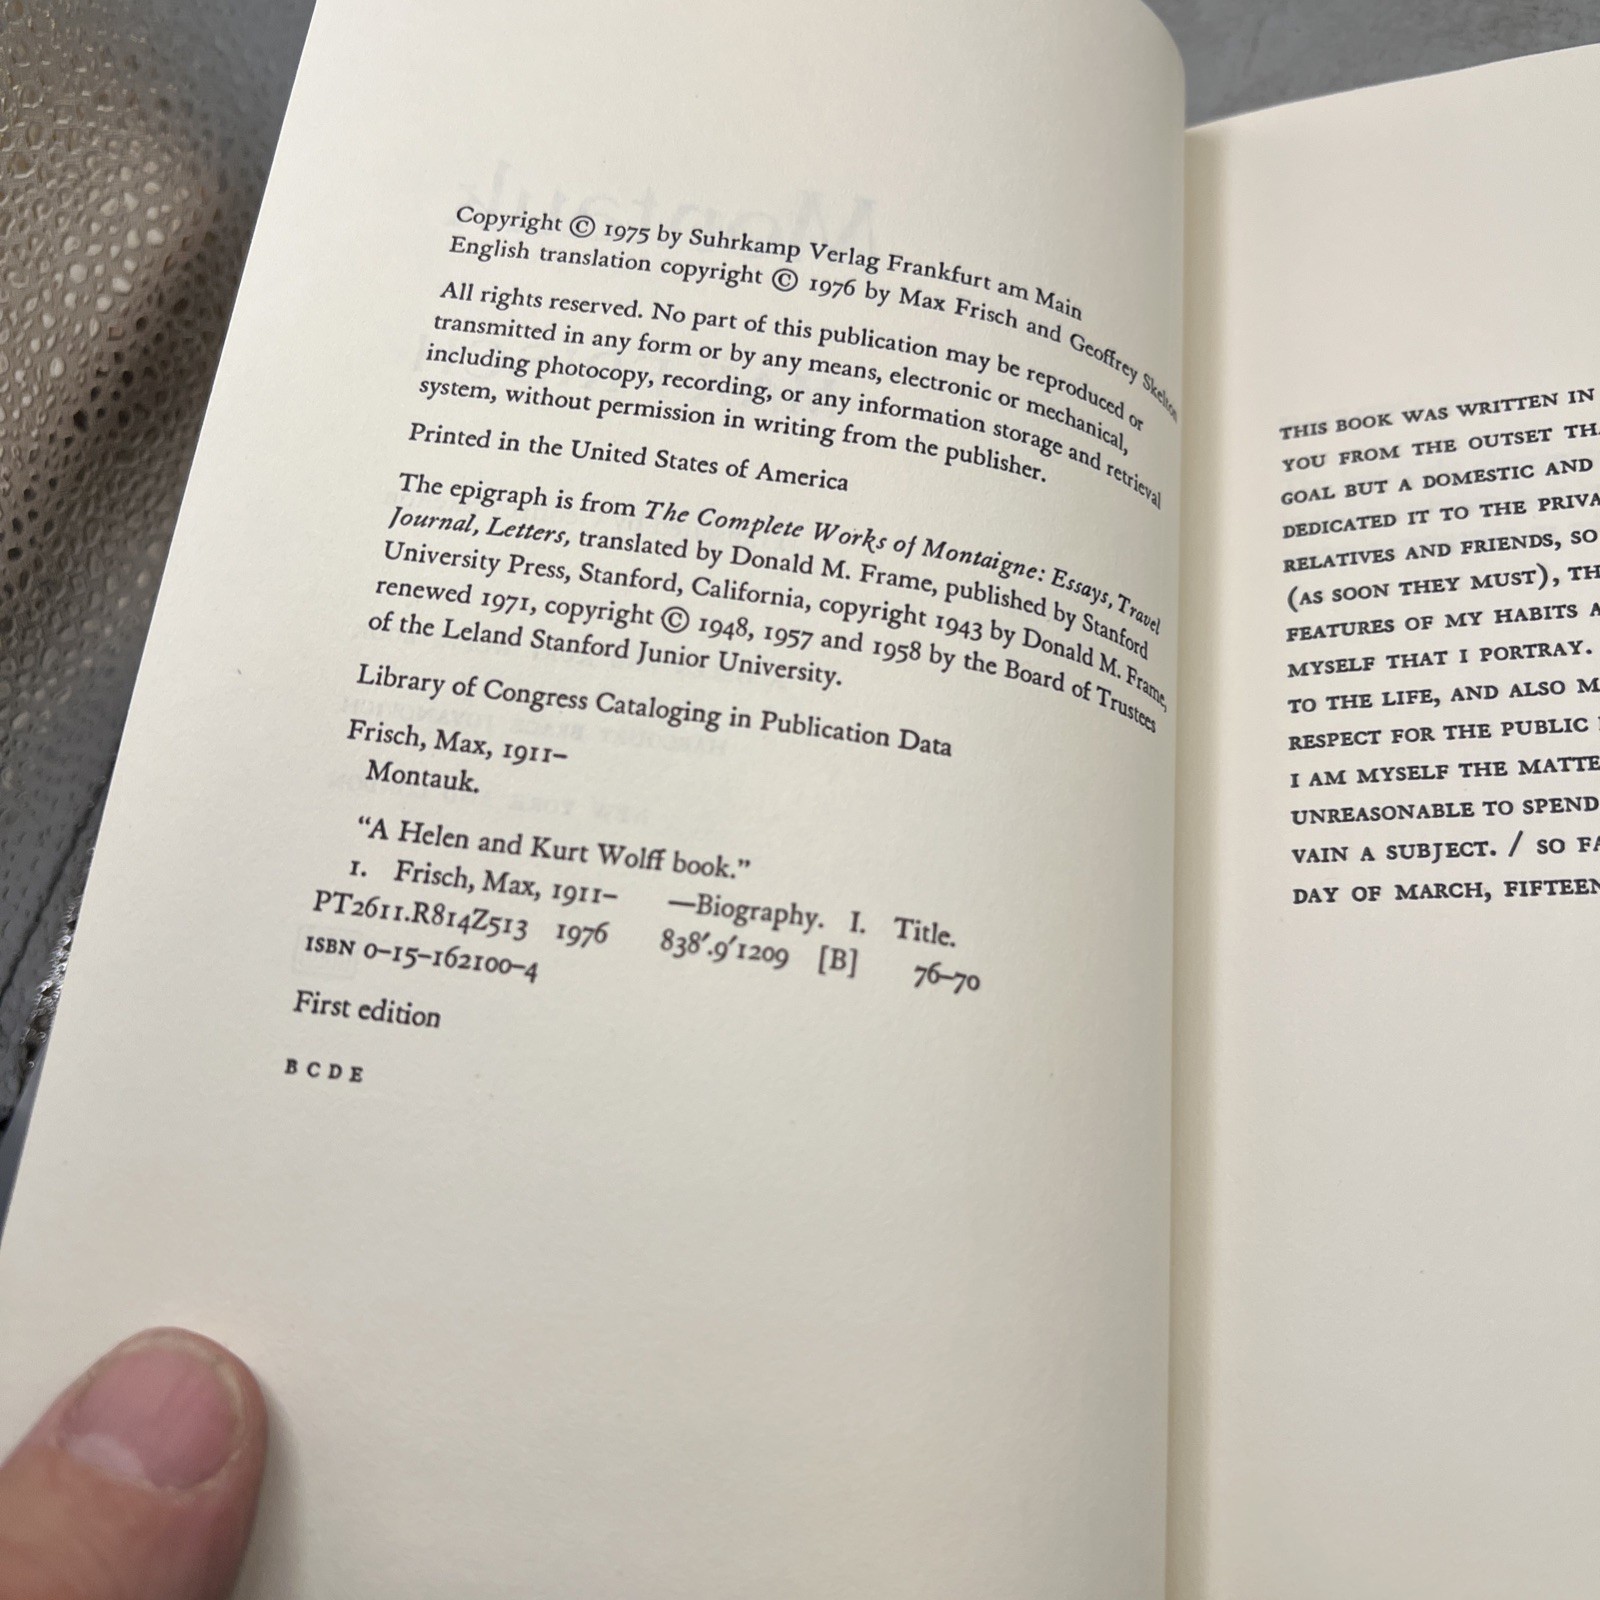 Copyright © 1975 by Suhrkamp Verlag Frankfurt am Main
English translation copyright © 1976 by Max Frisch and Geoffrey Skelton
All rights reserved. No part of this publication may be reproduced or
transmitted in any form or by any means, electronic or mechanical,
including photocopy, recording, or any information storage and retrieval
system, without permission in writing from the publisher.
Printed in the United States of America
The epigraph is from The Complete Works of Montaigne: Essays, Travel
Journal, Letters, translated by Donald M. Frame, published by Stanford
University Press, Stanford, California, copyright 1943 by Donald M. Frame,
renewed 1971, copyright © 1948, 1957 and 1958 by the Board of Trustees
of the Leland Stanford Junior University.
Library of Congress Cataloging in Publication Data
Frisch, Max, 1911–
Montauk.
“A Helen and Kurt Wolff book.”
1. Frisch, Max, 1911– —Biography. I. Title.
PT2611.R814Z513 1976 838′.9′1209 [B] 76–70
ISBN 0–15–162100–4
First edition
B C D E
THIS BOOK WAS WRITTEN IN
YOU FROM THE OUTSET
GOAL BUT A DOMESTIC AND
DEDICATED IT TO THE
RELATIVES AND FRIENDS, SO
(AS SOON THEY MUST),
FEATURES OF MY HABITS
MYSELF THAT I PORTRAY.
TO THE LIFE, AND ALSO
RESPECT FOR THE PUBLIC
I AM MYSELF THE
UNREASONABLE TO SPEND
VAIN A SUBJECT. / SO
DAY OF MARCH,